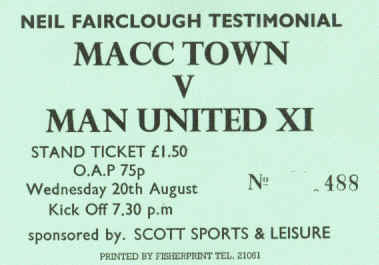 NEIL FAIRCLOUGH TESTIMONIAL
MACC TOWN
V
MAN UNITED XI
STAND TICKET £1.50
O.A.P 75p
Wednesday 20th August
Kick Off 7.30 p.m
Nº 488
sponsored by. SCOTT SPORTS & LEISURE
PRINTED BY FISHERPRINT TEL. 21061